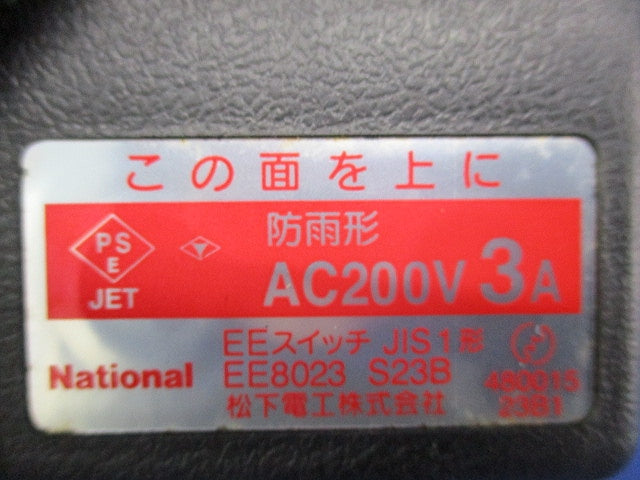 この面を上に
PS
E
JET
防雨形
AC200V 3A
National
EEスイッチ JIS1形
EE8023 S23B
松下電工株式会社
480015
23B1